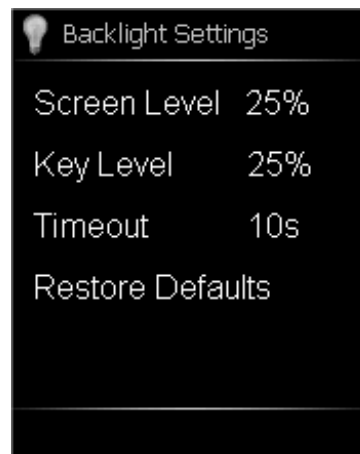 Backlight Settings
Screen Level 25%
Key Level 25%
Timeout 10s
Restore Defaults